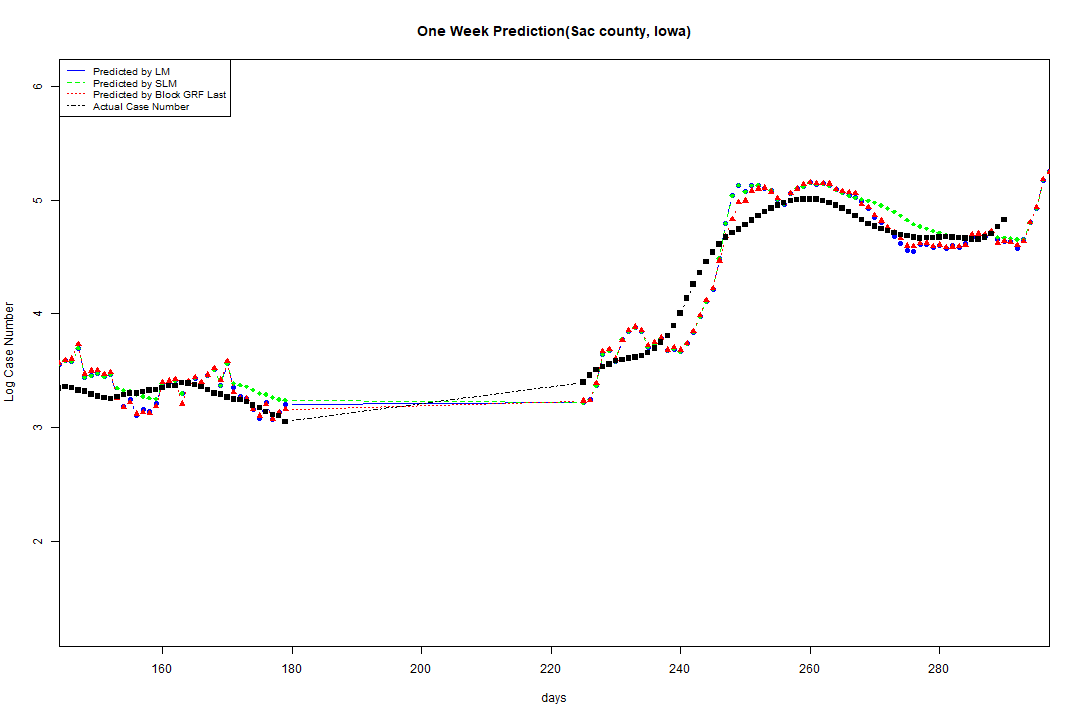 One Week Prediction(Sac county, Iowa)
Predicted by LM
Predicted by SLM
Predicted by Block GRF Last
Actual Case Number
6
5
4
3
2
Log Case Number
160 180 200 220 240 260 280
days